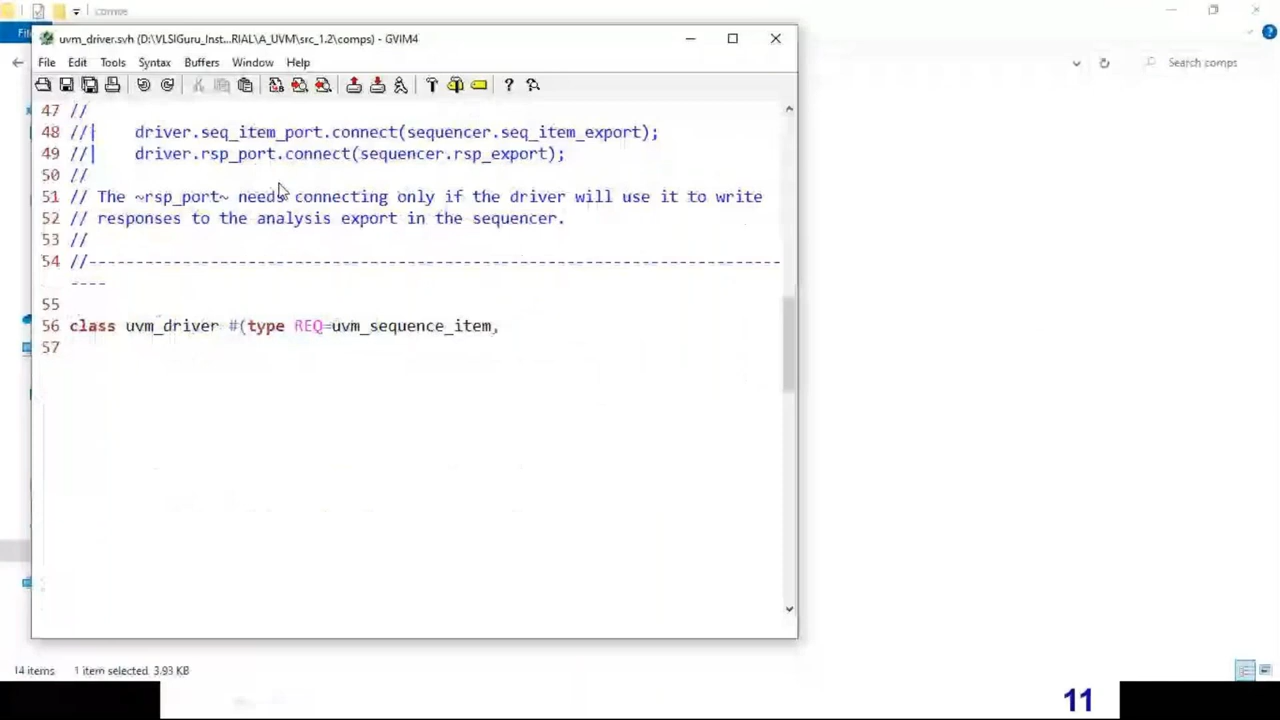 comps
Fil
uvm_driver.svh (D:\VLSIGuru_Inst...RIAL\A_UVM\src_1.2\comps) - GVIM4
File Edit Tools Syntax Buffers Window Help
Search comps
47 //
48 //|    driver.seq_item_port.connect(sequencer.seq_item_export);
49 //|    driver.rsp_port.connect(sequencer.rsp_export);
50 //
51 // The ~rsp_port~ needs connecting only if the driver will use it to write
52 // responses to the analysis export in the sequencer.
53 //
54 //--------------------------------------------------------------------------
----
55
56 class uvm_driver #(type REQ=uvm_sequence_item,
57
14 items 1 item selected. 3.93 KB
11